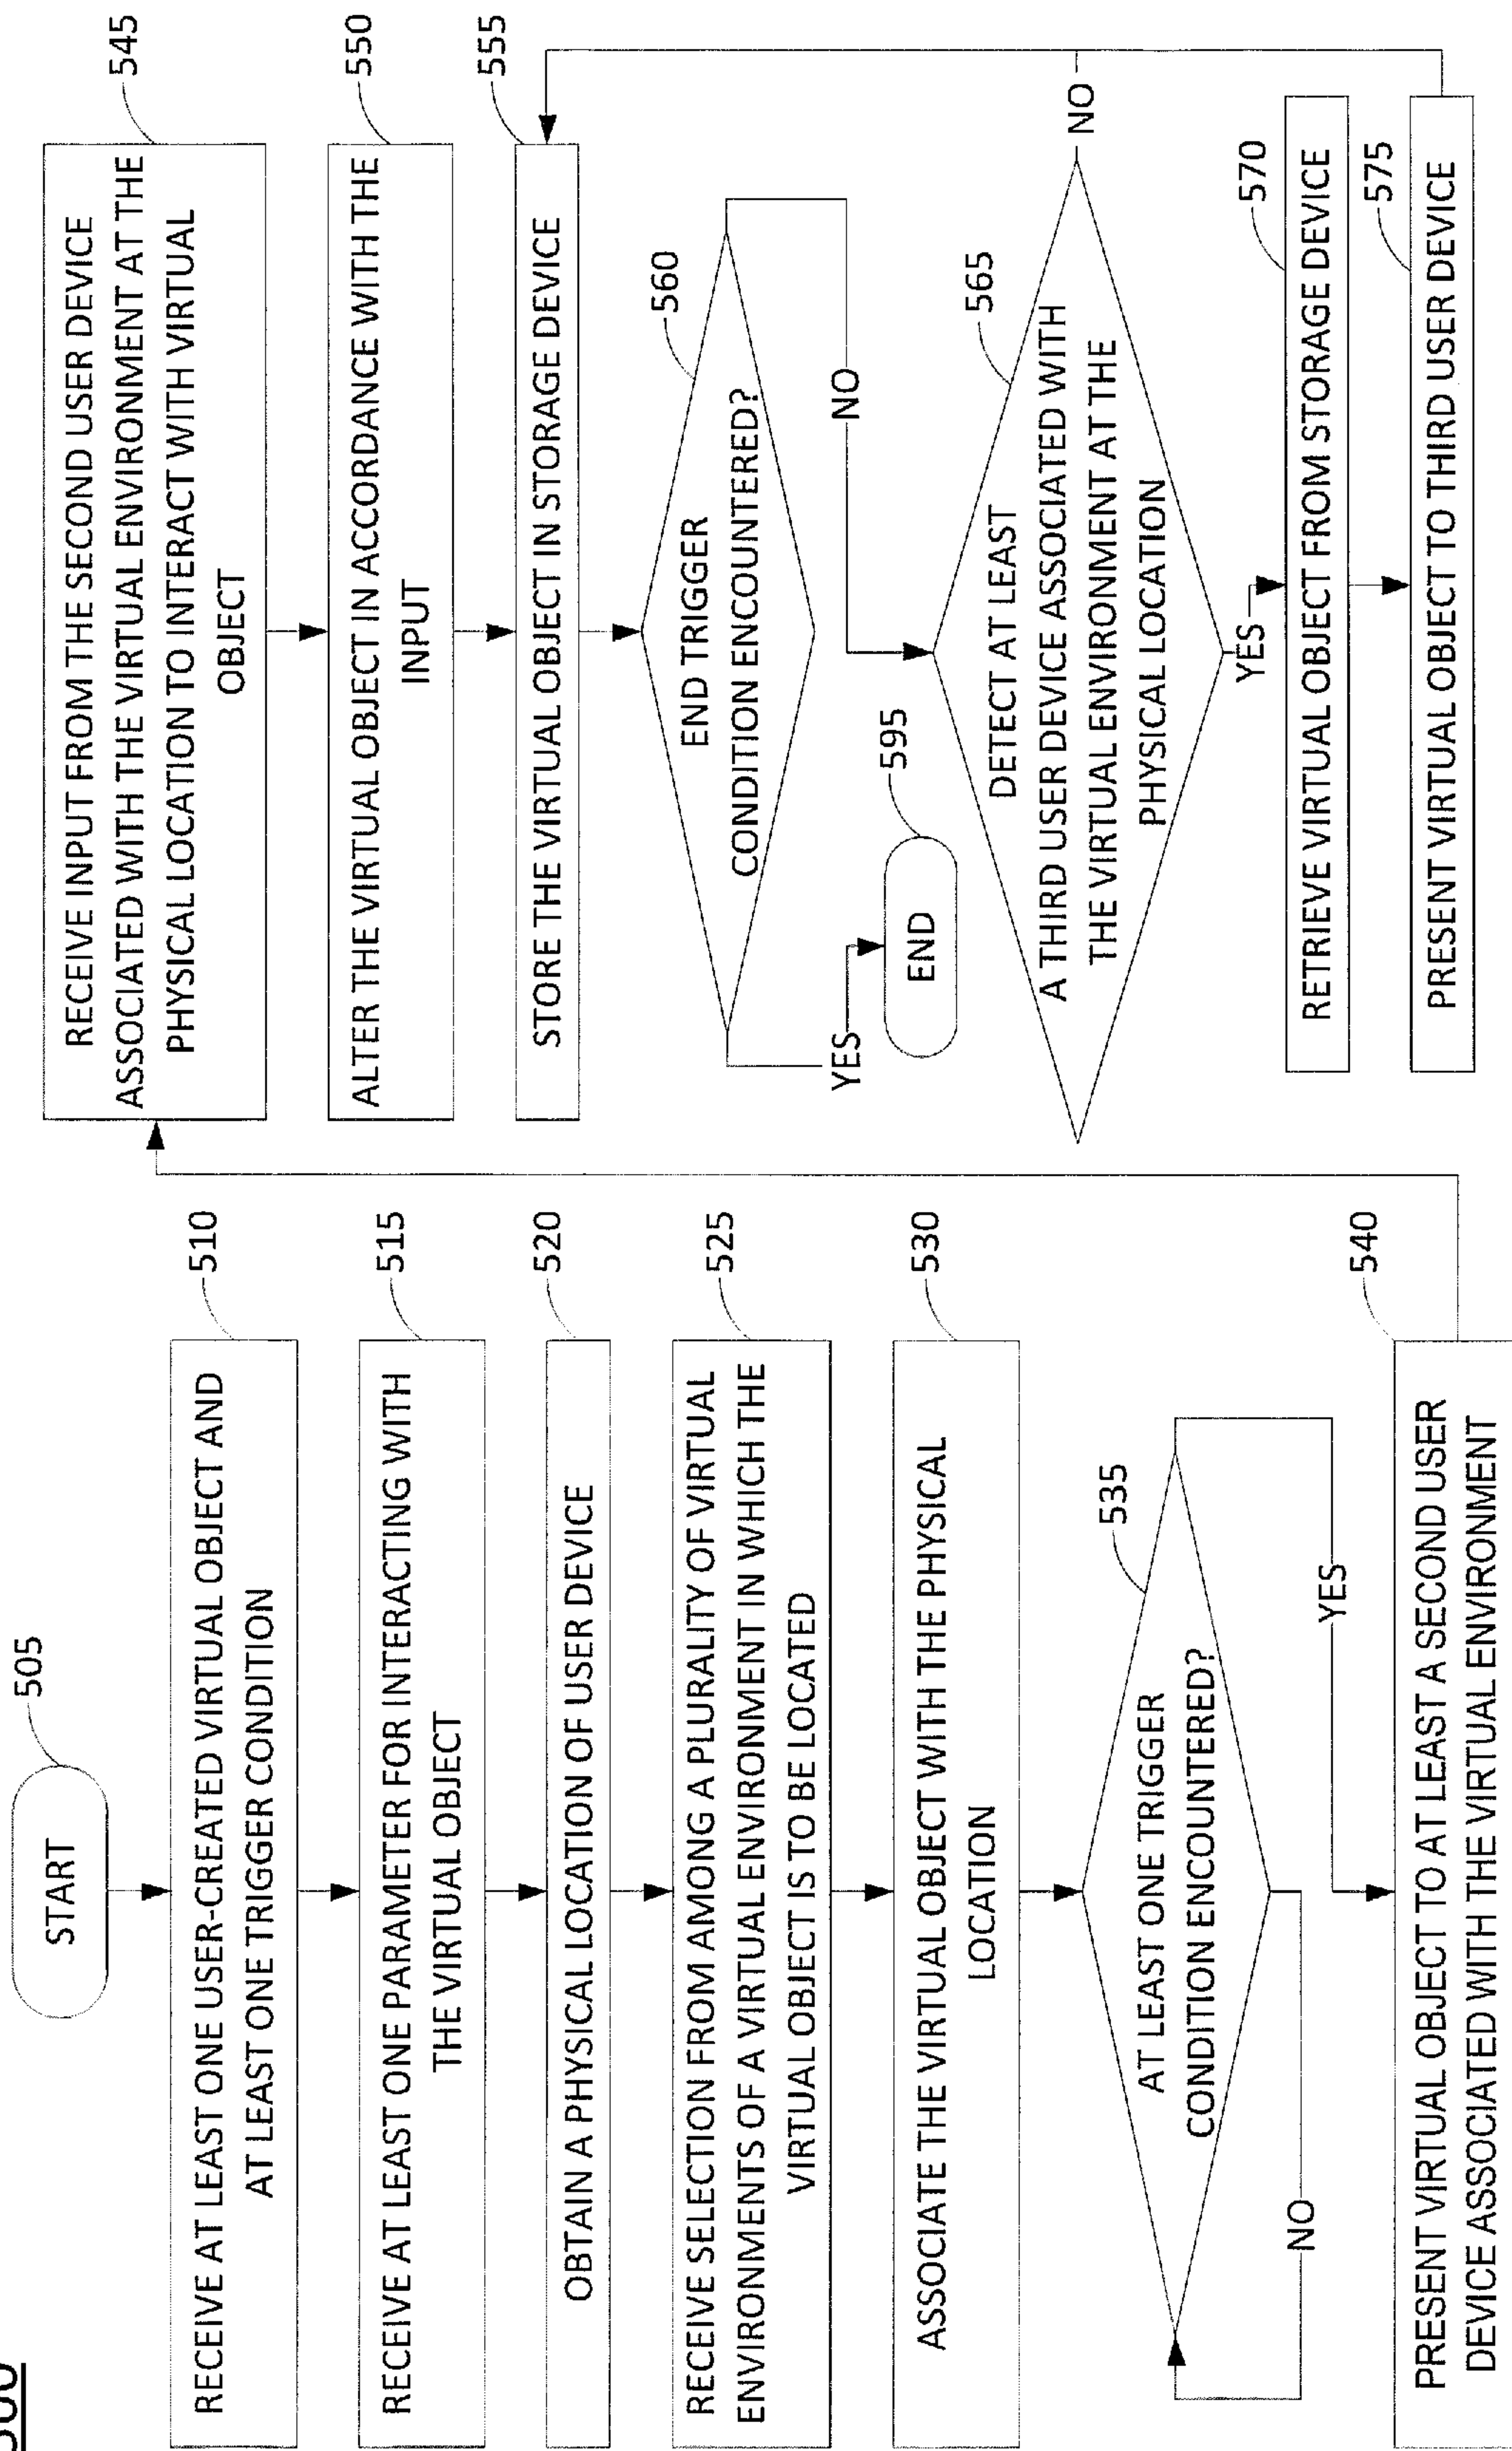 500
505
START
510
RECEIVE AT LEAST ONE USER-CREATED VIRTUAL OBJECT AND
AT LEAST ONE TRIGGER CONDITION
515
RECEIVE AT LEAST ONE PARAMETER FOR INTERACTING WITH
THE VIRTUAL OBJECT
520
OBTAIN A PHYSICAL LOCATION OF USER DEVICE
525
RECEIVE SELECTION FROM AMONG A PLURALITY OF VIRTUAL
ENVIRONMENTS OF A VIRTUAL ENVIRONMENT IN WHICH THE
VIRTUAL OBJECT IS TO BE LOCATED
530
ASSOCIATE THE VIRTUAL OBJECT WITH THE PHYSICAL
LOCATION
535
AT LEAST ONE TRIGGER
CONDITION ENCOUNTERED?
NO
YES
540
PRESENT VIRTUAL OBJECT TO AT LEAST A SECOND USER
DEVICE ASSOCIATED WITH THE VIRTUAL ENVIRONMENT
545
RECEIVE INPUT FROM THE SECOND USER DEVICE
ASSOCIATED WITH THE VIRTUAL ENVIRONMENT AT THE
PHYSICAL LOCATION TO INTERACT WITH VIRTUAL
OBJECT
550
ALTER THE VIRTUAL OBJECT IN ACCORDANCE WITH THE
INPUT
555
STORE THE VIRTUAL OBJECT IN STORAGE DEVICE
560
END TRIGGER
CONDITION ENCOUNTERED?
YES
NO
595
END
565
DETECT AT LEAST
A THIRD USER DEVICE ASSOCIATED WITH
THE VIRTUAL ENVIRONMENT AT THE
PHYSICAL LOCATION
NO
YES
570
RETRIEVE VIRTUAL OBJECT FROM STORAGE DEVICE
575
PRESENT VIRTUAL OBJECT TO THIRD USER DEVICE